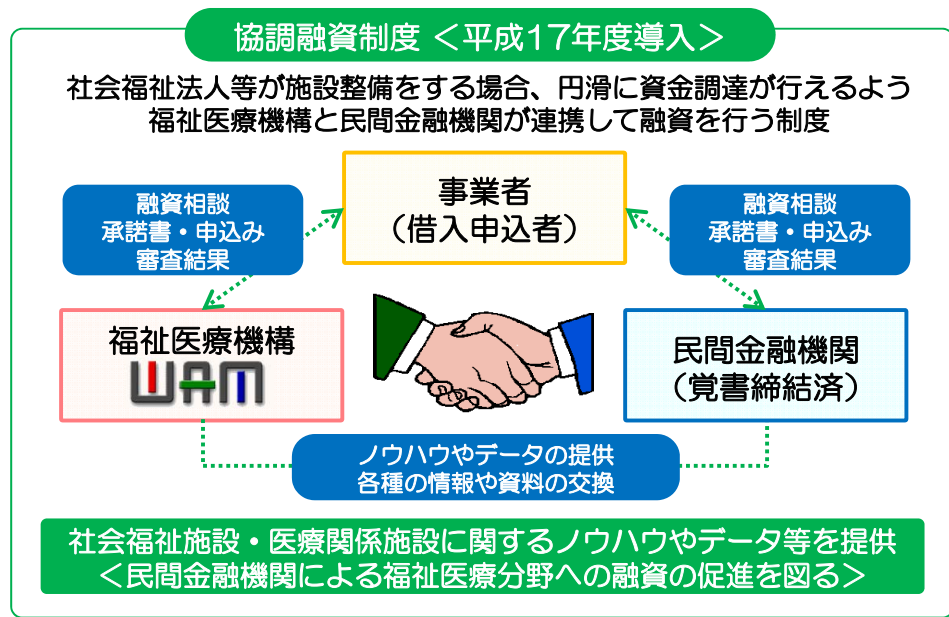 協調融資制度 ＜平成17年度導入＞
社会福祉法人等が施設整備をする場合、円滑に資金調達が行えるよう
福祉医療機構と民間金融機関が連携して融資を行う制度
事業者
（借入申込者）
融資相談
承諾書・申込み
審査結果
融資相談
承諾書・申込み
審査結果
福祉医療機構
WAM
民間金融機関
（覚書締結済）
ノウハウやデータの提供
各種の情報や資料の交換
社会福祉施設・医療関係施設に関するノウハウやデータ等を提供
＜民間金融機関による福祉医療分野への融資の促進を図る＞